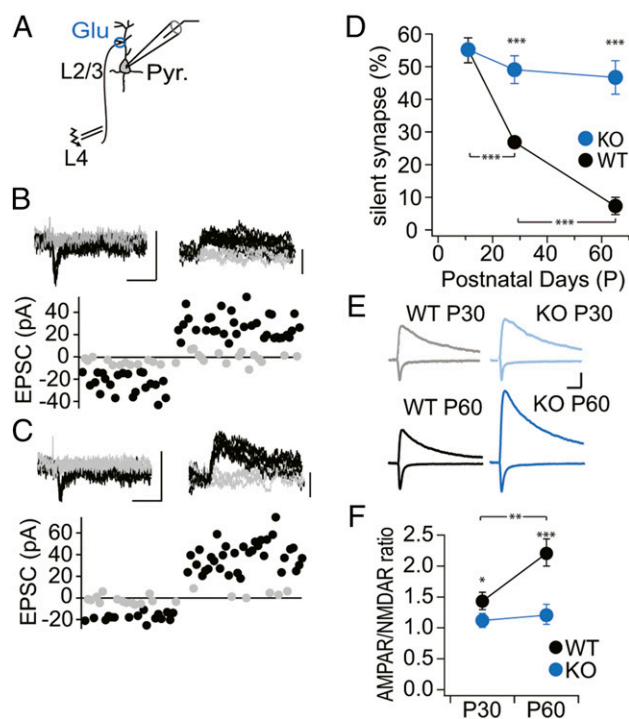 A
Glu
L2/3
Pyr.
L4
B
EPSC (pA)
40
20
0
-20
-40
C
EPSC (pA)
60
40
20
0
-20
D
silent synapse (%)
60
50
40
30
20
10
0
***
***
***
***
KO
WT
0 20 40 60
Postnatal Days (P)
E
WT P30 KO P30
WT P60 KO P60
F
AMPAR/NMDAR ratio
2.5
2.0
1.5
1.0
0.5
0
**
***
*
WT
KO
P30 P60